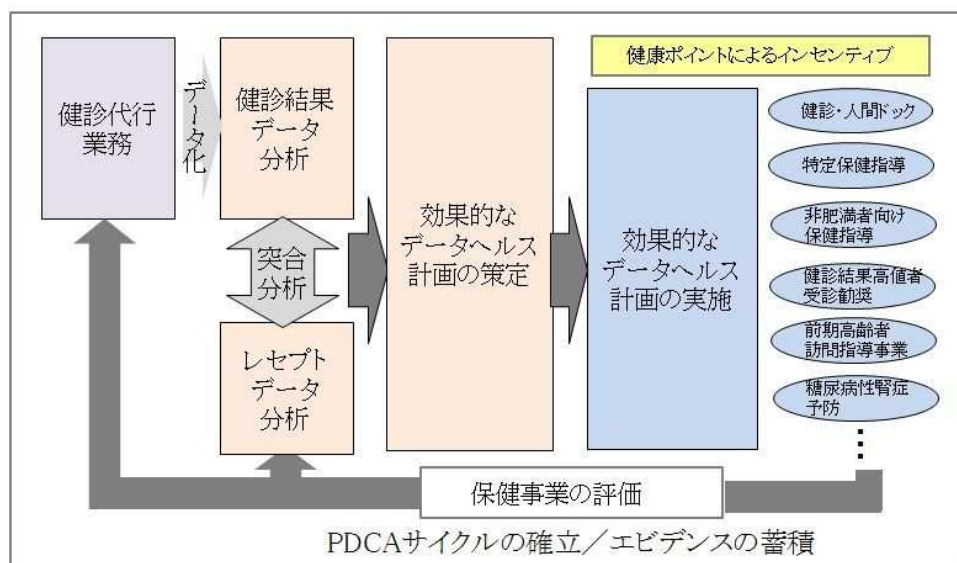 健診代行
業務
データ化
健診結果
データ
分析
突合
分析
レセプト
データ
分析
効果的な
データヘルス
計画の策定
健康ポイントによるインセンティブ
効果的な
データヘルス
計画の実施
健診・人間ドック
特定保健指導
非肥満者向け
保健指導
健診結果高値者
受診勧奨
前期高齢者
訪問指導事業
糖尿病性腎症
予防
保健事業の評価
PDCAサイクルの確立／エビデンスの蓄積